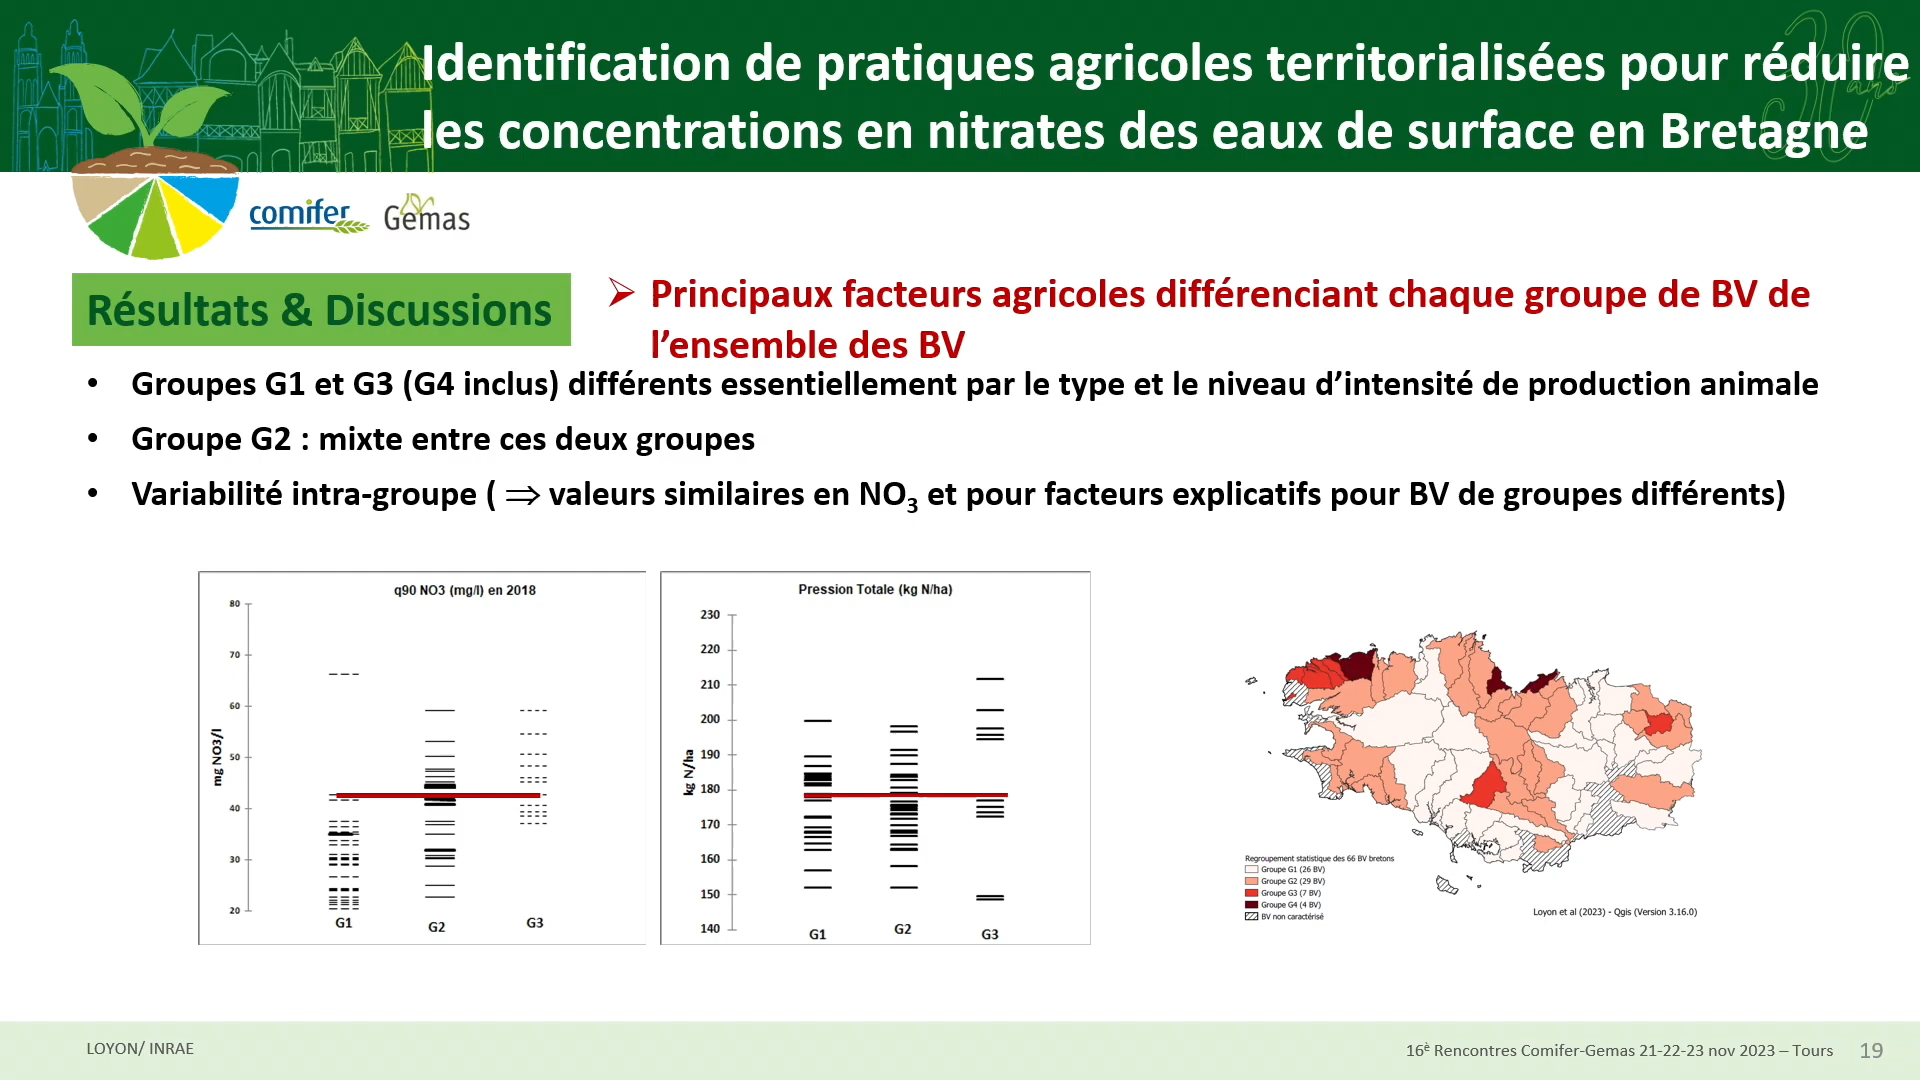 Identification de pratiques agricoles territorialisées pour réduire
les concentrations en nitrates des eaux de surface en Bretagne
30 ans
comifer Gemas
Résultats & Discussions
Principaux facteurs agricoles différenciant chaque groupe de BV de
l’ensemble des BV
• Groupes G1 et G3 (G4 inclus) différents essentiellement par le type et le niveau d’intensité de production animale
• Groupe G2 : mixte entre ces deux groupes
• Variabilité intra-groupe ( ⇒ valeurs similaires en NO3 et pour facteurs explicatifs pour BV de groupes différents)
q90 NO3 (mg/l) en 2018
mg NO3/l
80
70
60
50
40
30
20
G1 G2 G3
Pression Totale (kg N/ha)
kg N/ha
230
220
210
200
190
180
170
160
150
140
G1 G2 G3
Regroupement statistique des 66 BV bretons
Groupe G1 (26 BV)
Groupe G2 (29 BV)
Groupe G3 (7 BV)
Groupe G4 (4 BV)
BV non caractérisé
Loyon et al (2023) - Qgis (Version 3.16.0)
LOYON/ INRAE
16è Rencontres Comifer-Gemas 21-22-23 nov 2023 – Tours 19